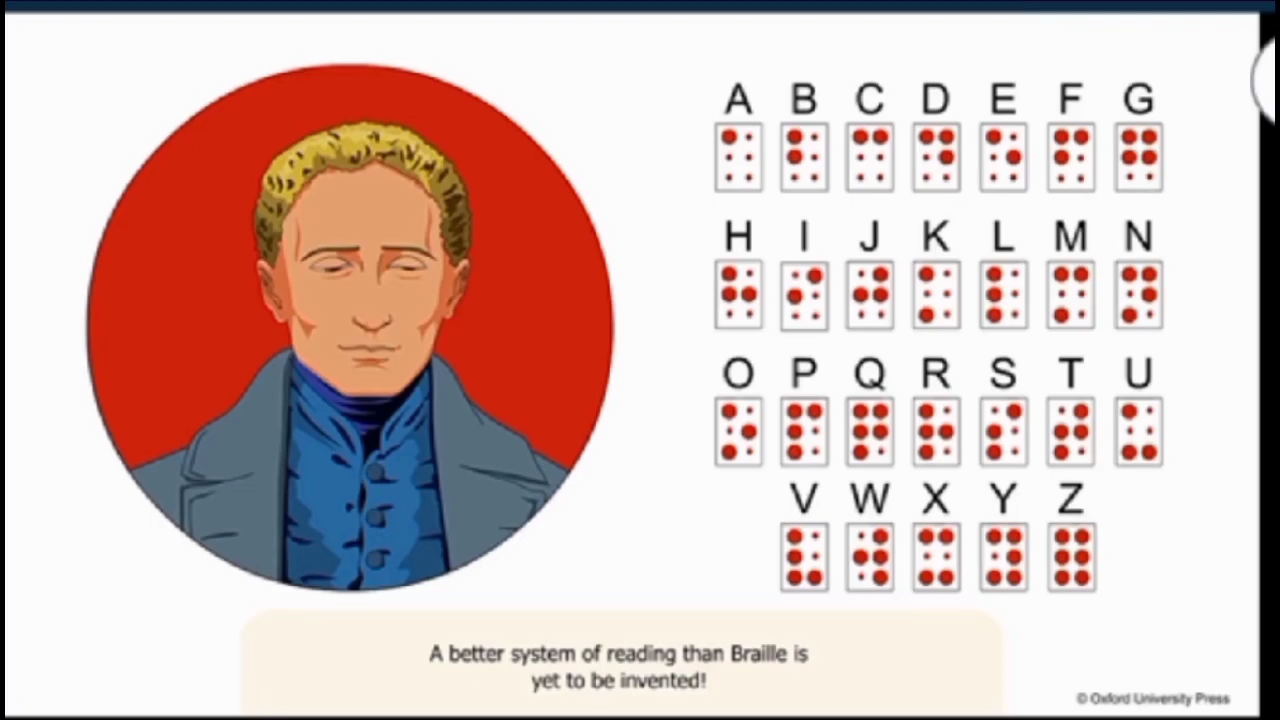 A B C D E F G
H I J K L M N
O P Q R S T U
V W X Y Z
A better system of reading than Braille is
yet to be invented!
© Oxford University Press